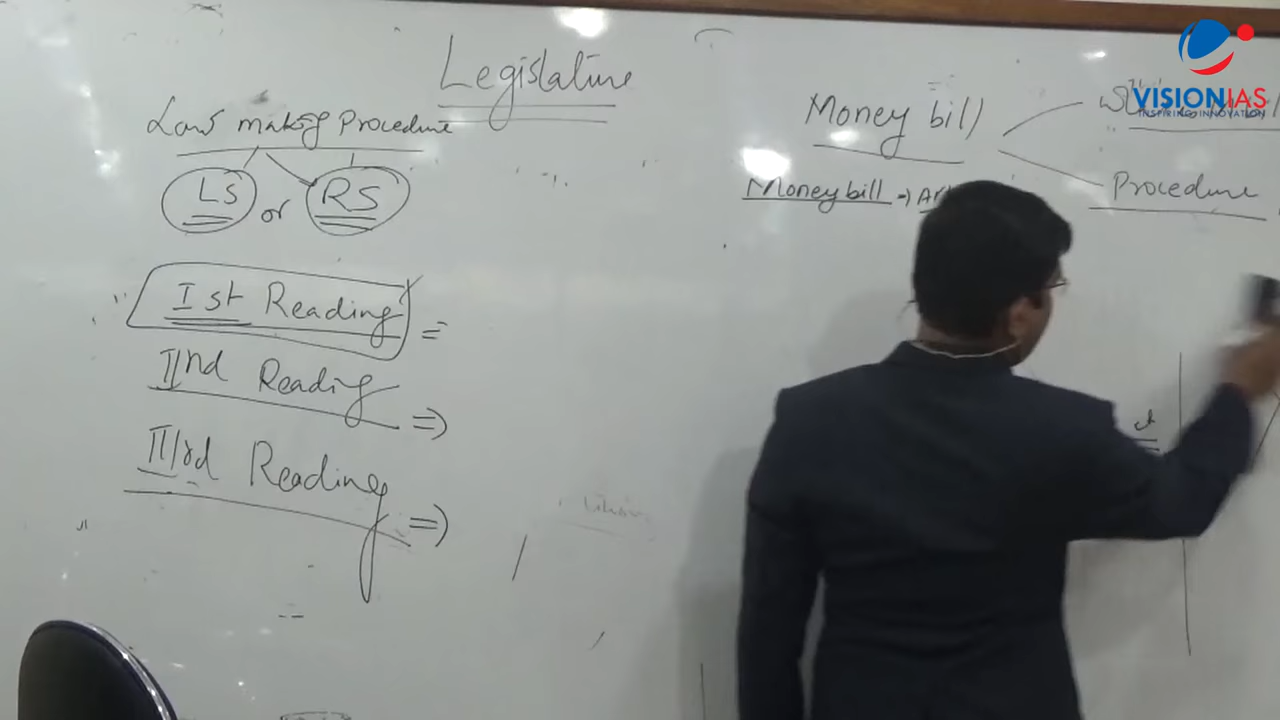 Legislature
Law making Procedure
LS or RS
Ist Reading =
IInd Reading =>
IIIrd Reading =>
Money bill
Procedure
Money bill =>
VISIONIAS
INSPIRING INNOVATION